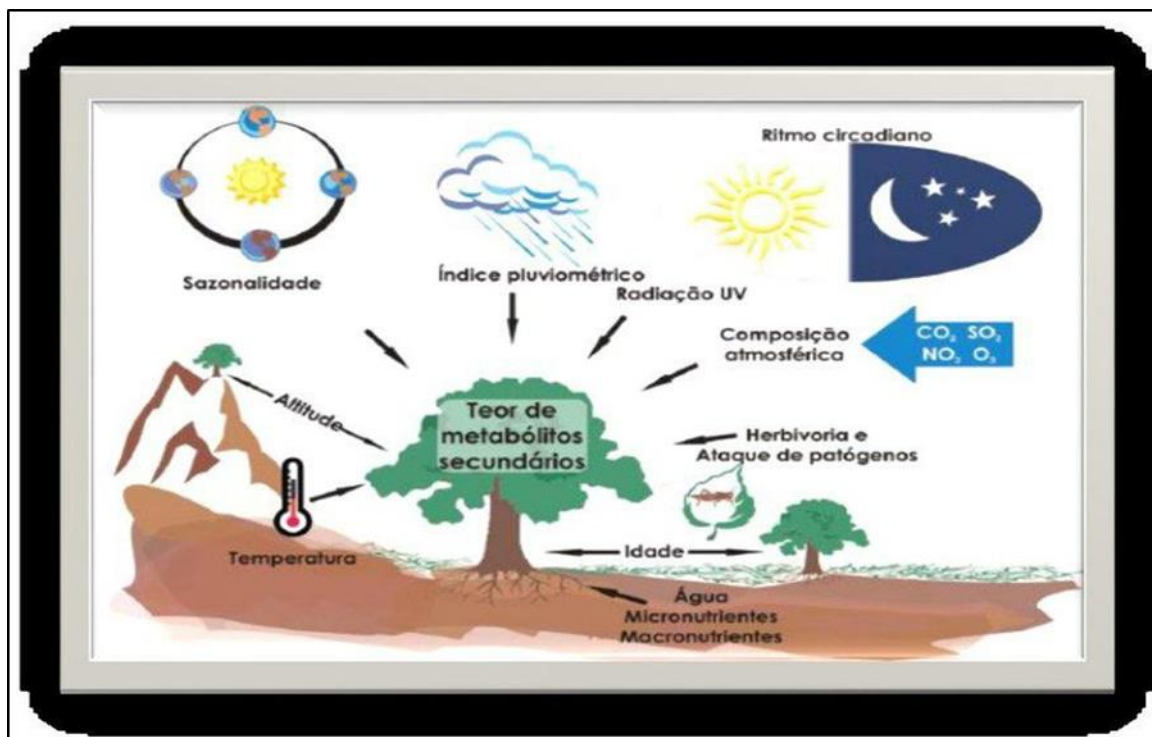 Ritmo circadiano
Sazonalidade
Índice pluviométrico
Radiação UV
Composição
atmosférica
CO₂ SO₂
NO₃ O₃
Altitude
Teor de
metabólitos
secundários
Herbivoria e
Ataque de patógenos
Temperatura
Idade
Água
Micronutrientes
Macronutrientes